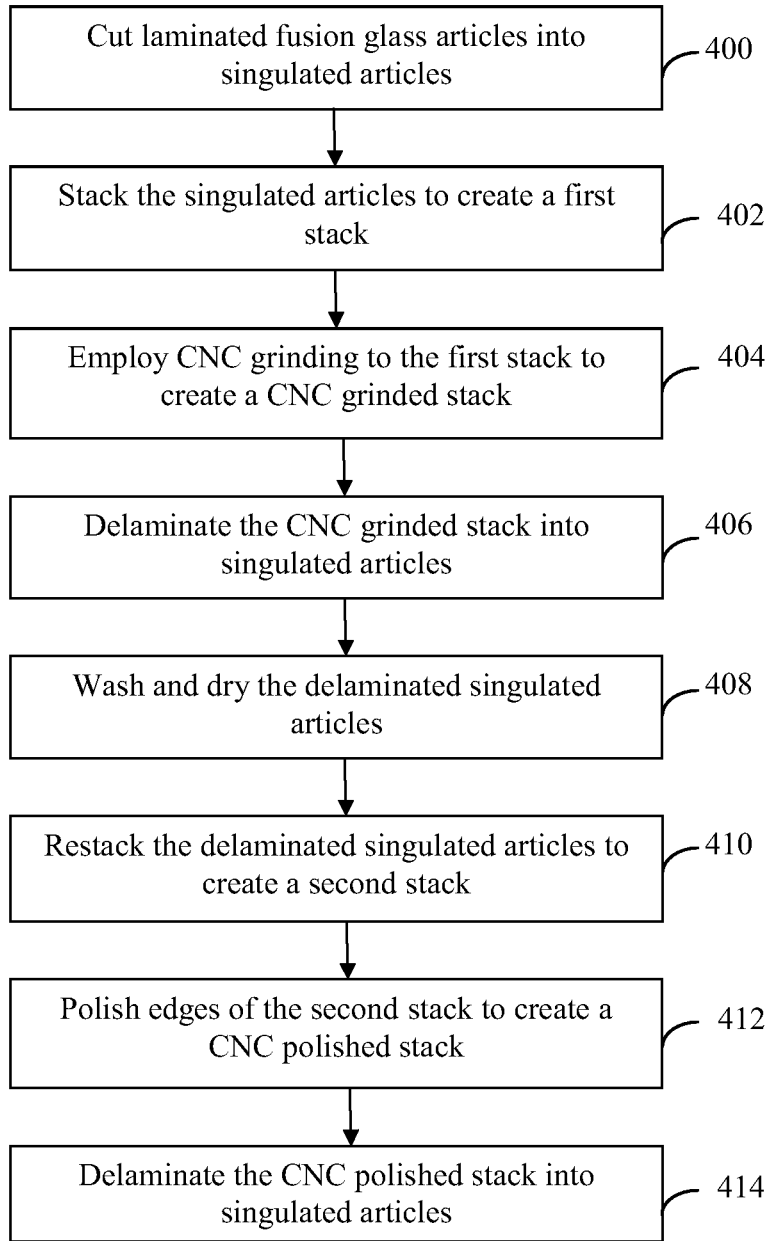 Cut laminated fusion glass articles into
singulated articles
400
Stack the singulated articles to create a first
stack
402
Employ CNC grinding to the first stack to
create a CNC grinded stack
404
Delaminate the CNC grinded stack into
singulated articles
406
Wash and dry the delaminated singulated
articles
408
Restack the delaminated singulated articles to
create a second stack
410
Polish edges of the second stack to create a
CNC polished stack
412
Delaminate the CNC polished stack into
singulated articles
414